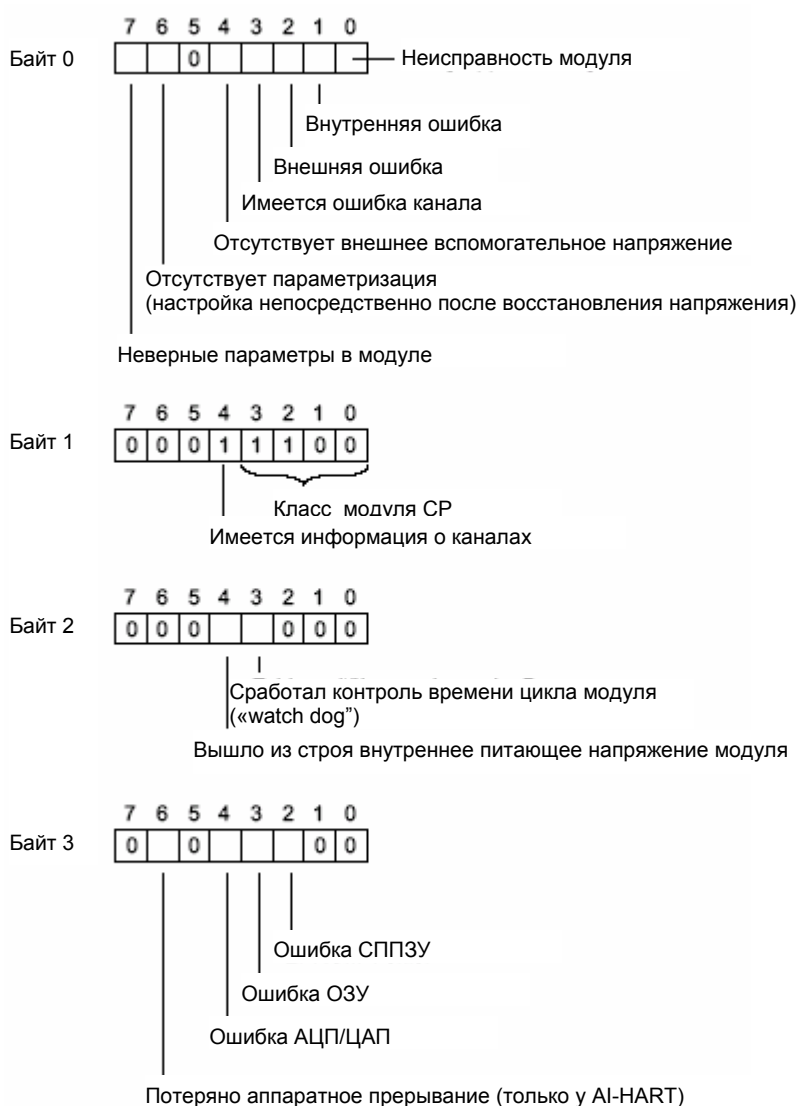 7 6 5 4 3 2 1 0
Байт 0
0
Неисправность модуля
Внутренняя ошибка
Внешняя ошибка
Имеется ошибка канала
Отсутствует внешнее вспомогательное напряжение
Отсутствует параметризация
(настройка непосредственно после восстановления напряжения)
Неверные параметры в модуле
7 6 5 4 3 2 1 0
Байт 1
0 0 0 1 1 1 0 0
Класс модуля CP
Имеется информация о каналах
7 6 5 4 3 2 1 0
Байт 2
0 0 0 0 0 0
Сработал контроль времени цикла модуля
(«watch dog”)
Вышло из строя внутреннее питающее напряжение модуля
7 6 5 4 3 2 1 0
Байт 3
0 0 0 0
Ошибка СППЗУ
Ошибка ОЗУ
Ошибка АЦП/ЦАП
Потеряно аппаратное прерывание (только у AI-HART)